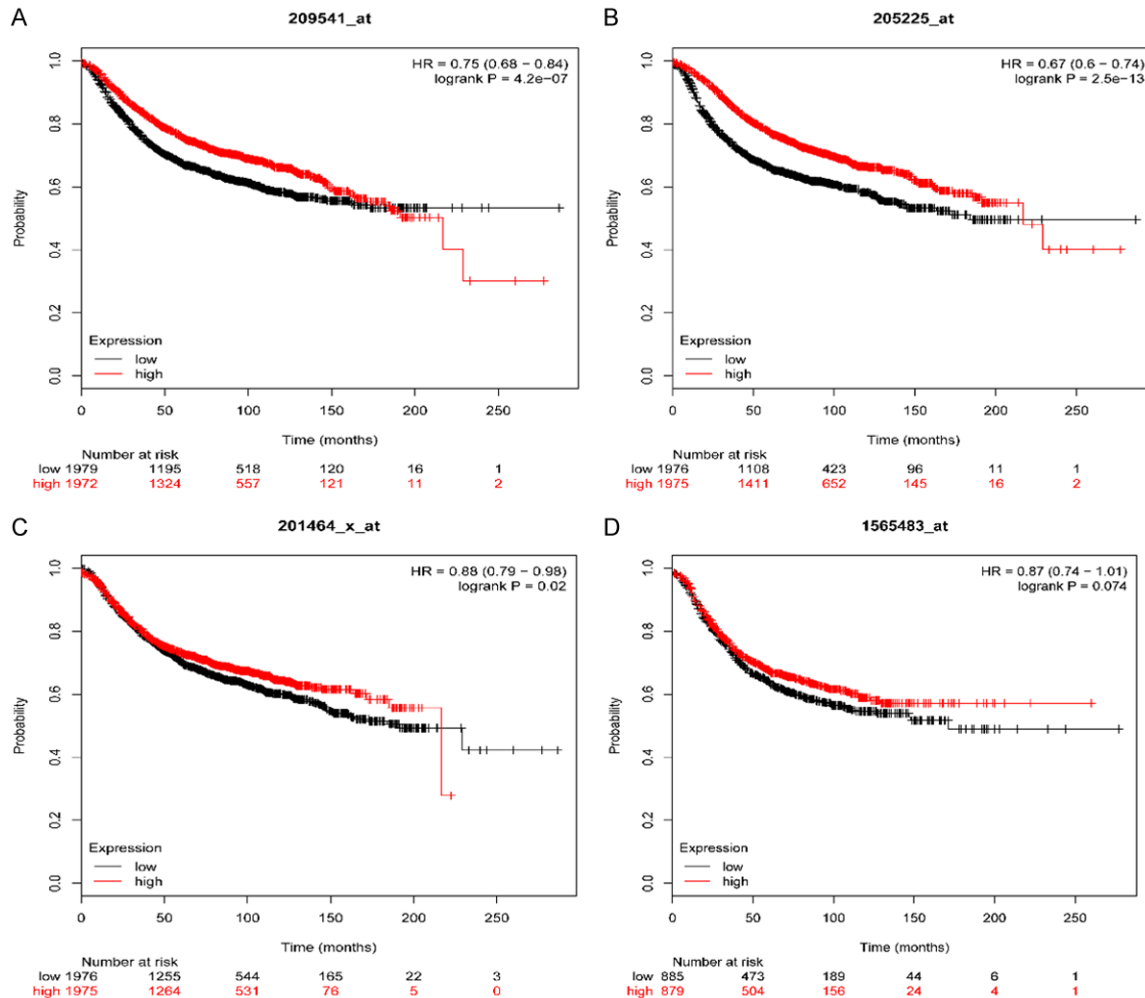 A
209541_at
HR = 0.75 (0.68 − 0.84)
logrank P = 4.2e−07
Probability
1.0
0.8
0.6
0.4
0.2
0.0
Expression
low
high
0 50 100 150 200 250
Time (months)
Number at risk
low 1979 1195 518 120 16 1
high 1972 1324 557 121 11 2
B
205225_at
HR = 0.67 (0.6 − 0.74)
logrank P = 2.5e−13
Probability
1.0
0.8
0.6
0.4
0.2
0.0
Expression
low
high
0 50 100 150 200 250
Time (months)
Number at risk
low 1976 1108 423 96 11 1
high 1975 1411 652 145 16 2
C
201464_x_at
HR = 0.88 (0.79 − 0.98)
logrank P = 0.02
Probability
1.0
0.8
0.6
0.4
0.2
0.0
Expression
low
high
0 50 100 150 200 250
Time (months)
Number at risk
low 1976 1255 544 165 22 3
high 1975 1264 531 76 5 0
D
1565483_at
HR = 0.87 (0.74 − 1.01)
logrank P = 0.074
Probability
1.0
0.8
0.6
0.4
0.2
0.0
Expression
low
high
0 50 100 150 200 250
Time (months)
Number at risk
low 885 473 189 44 6 1
high 879 504 156 24 4 1